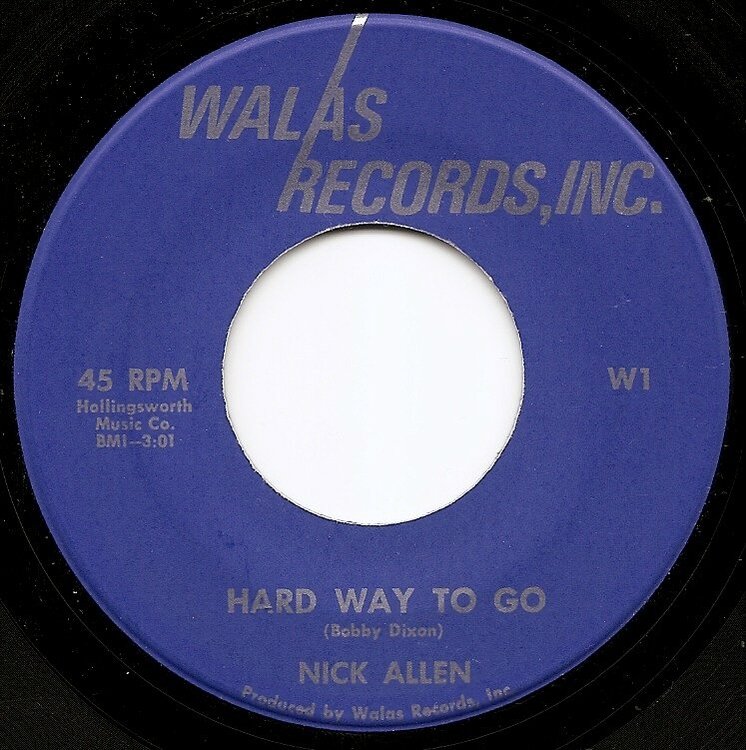 WALAS
RECORDS, INC.
45 RPM
Hollingsworth
Music Co.
BMI—3:01
W1
HARD WAY TO GO
(Bobby Dixon)
NICK ALLEN
Produced by Walas Records, Inc.